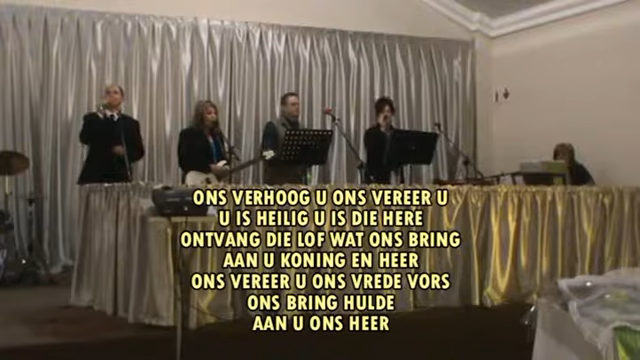 ONS VERHOOG U ONS VEREER U
U IS HEILIG U IS DIE HERE
ONTVANG DIE LOF WAT ONS BRING
AAN U KONING EN HEER
ONS VEREER U ONS VREDE VORS
ONS BRING HULDE
AAN U ONS HEER